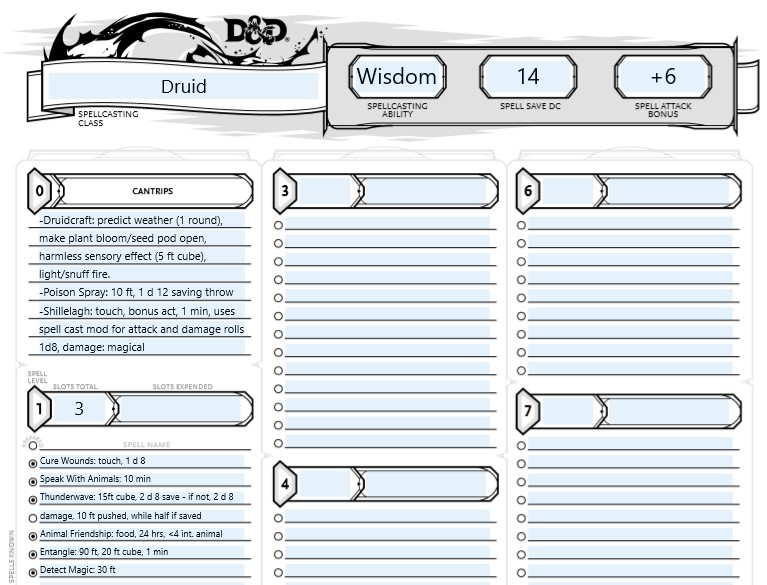 D&D®
Druid
SPELLCASTING
CLASS
Wisdom
SPELLCASTING
ABILITY
14
SPELL SAVE DC
+6
SPELL ATTACK
BONUS
0
CANTRIPS
-Druidcraft: predict weather (1 round),
make plant bloom/seed pod open,
harmless sensory effect (5 ft cube),
light/snuff fire.
-Poison Spray: 10 ft, 1 d 12 saving throw
-Shillelagh: touch, bonus act, 1 min, uses
spell cast mod for attack and damage rolls
1d8, damage: magical
SPELL
LEVEL
SLOTS TOTAL
SLOTS EXPENDED
1
3
PREPARED
SPELL NAME
Cure Wounds: touch, 1 d 8
Speak With Animals: 10 min
Thunderwave: 15ft cube, 2 d 8 save - if not, 2 d 8
damage, 10 ft pushed, while half if saved
Animal Friendship: food, 24 hrs, <4 int. animal
Entangle: 90 ft, 20 ft cube, 1 min
Detect Magic: 30 ft
SPELLS KNOWN
3
4
6
7